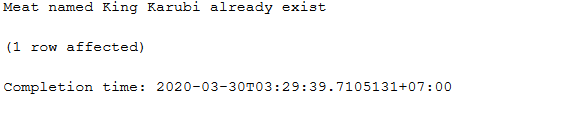 Meat named King Karubi already exist
(1 row affected)
Completion time: 2020-03-30T03:29:39.7105131+07:00